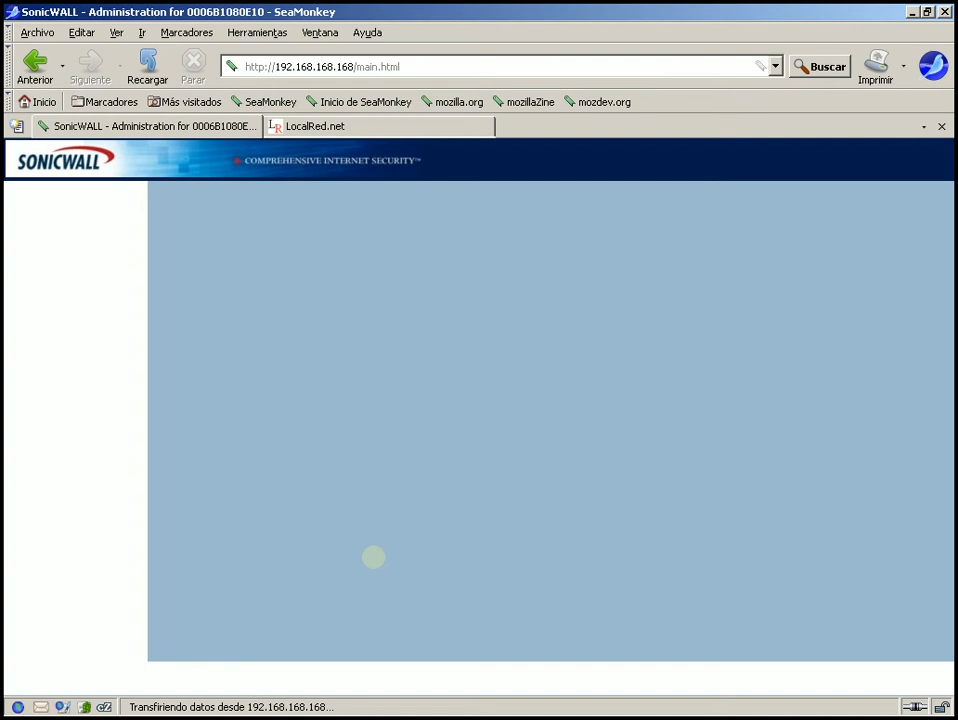 SonicWALL - Administration for 0006B1080E10 - SeaMonkey
Archivo Editar Ver Ir Marcadores Herramientas Ventana Ayuda
Anterior Siguiente Recargar Parar http://192.168.168.168/main.html Buscar Imprimir
Inicio Marcadores Más visitados SeaMonkey Inicio de SeaMonkey mozilla.org mozillaZine mozdev.org
SonicWALL - Administration for 0006B1080E... LR LocalRed.net
SONICWALL COMPREHENSIVE INTERNET SECURITY™
Transfiriendo datos desde 192.168.168.168...